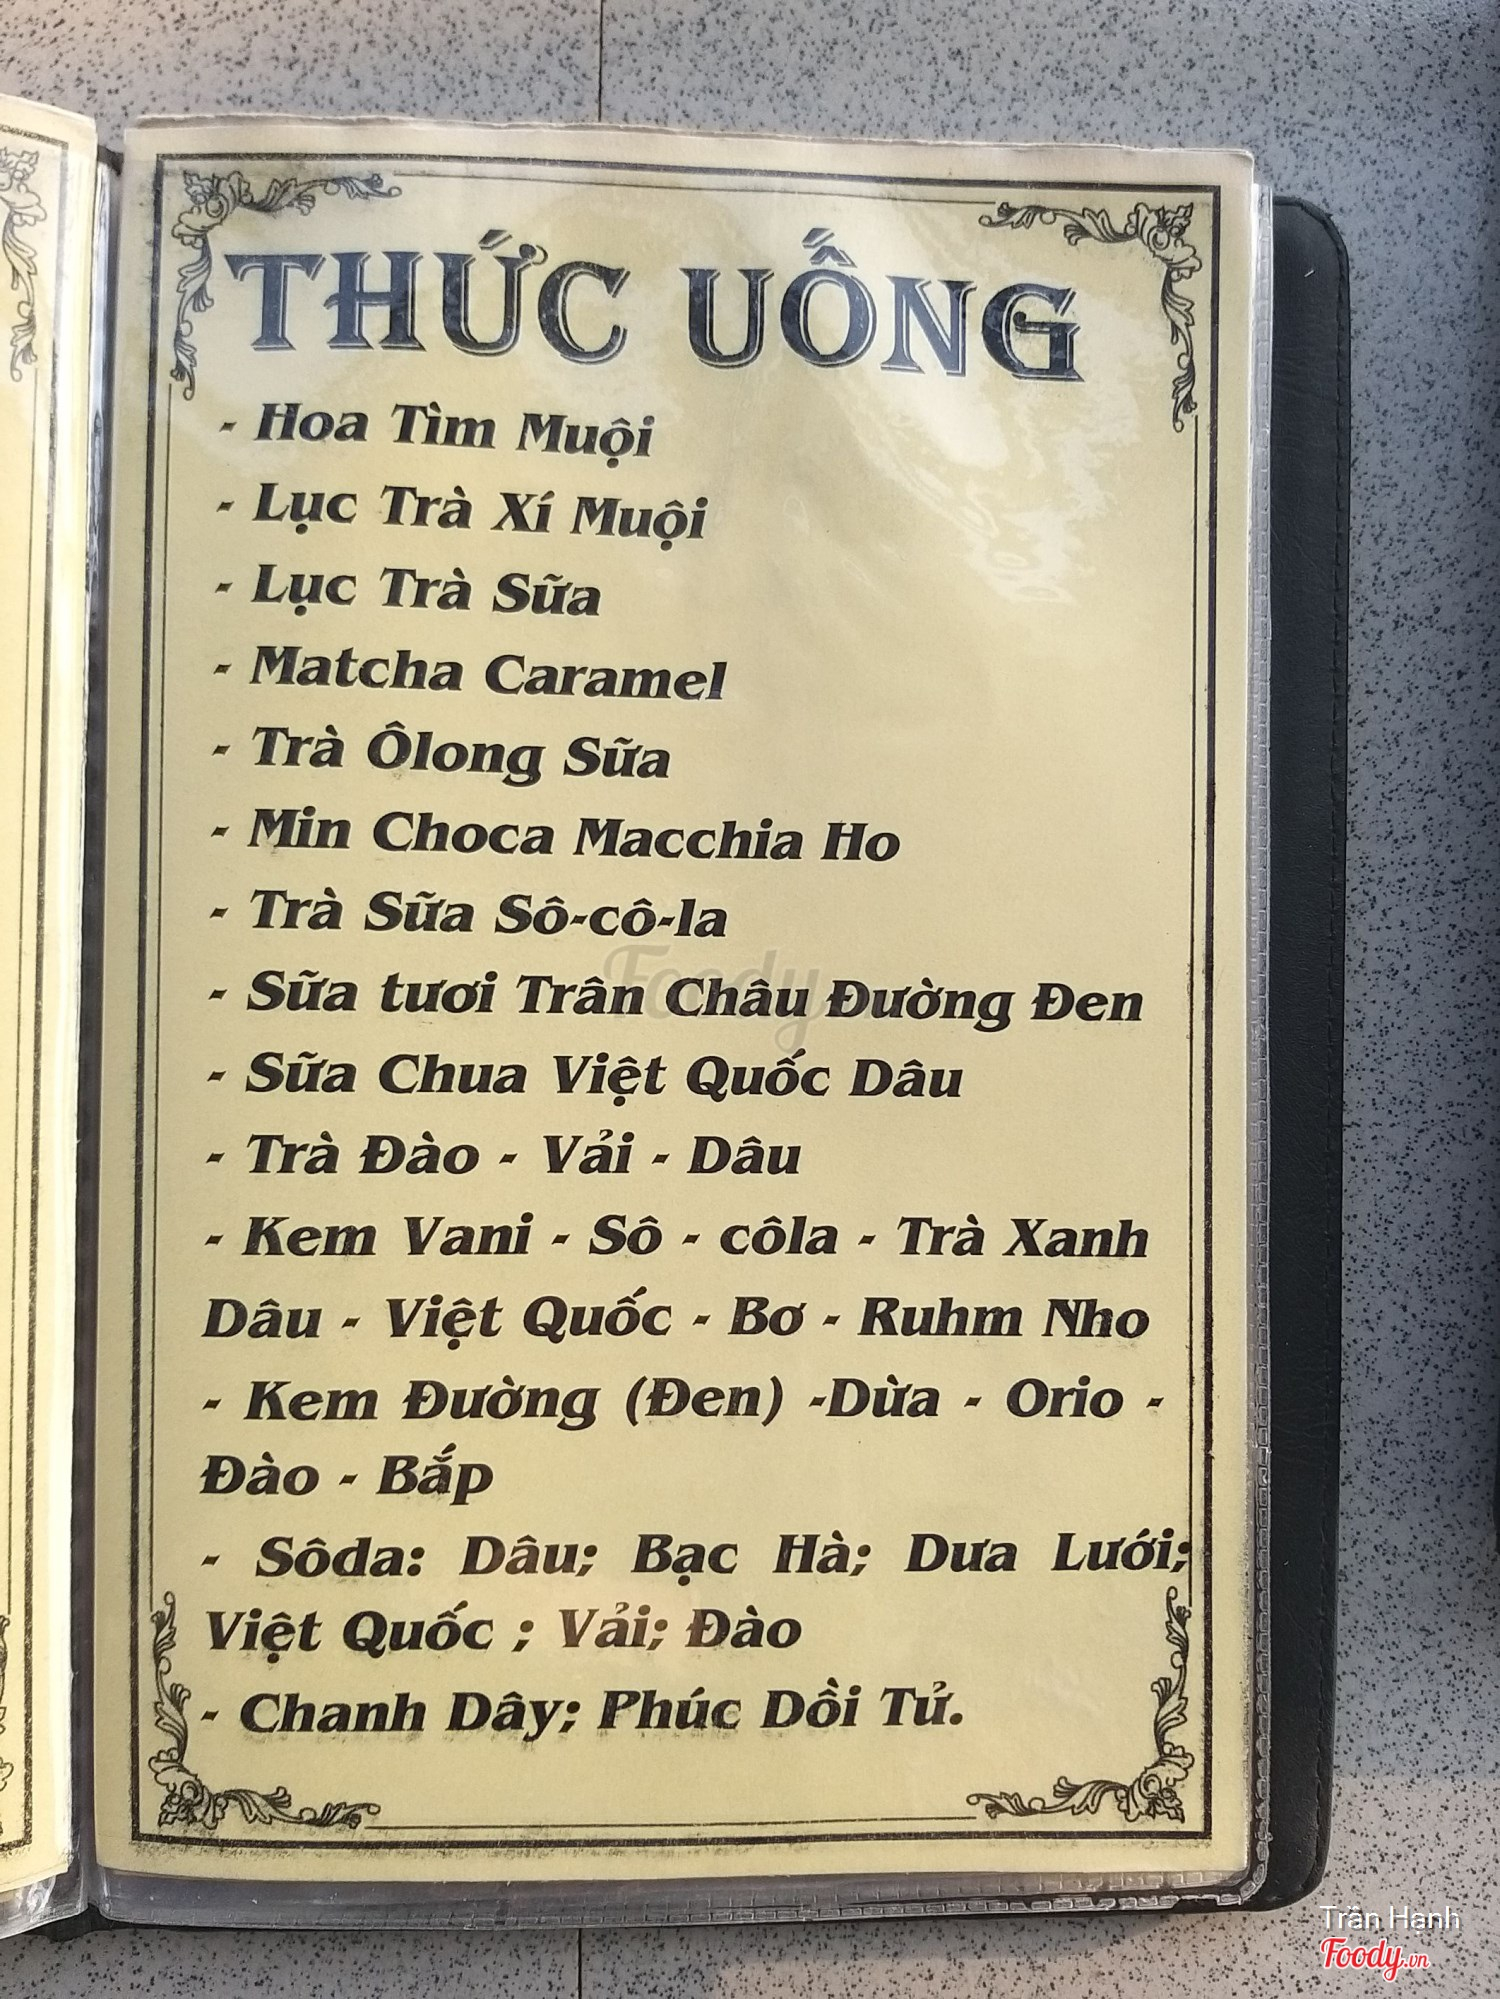 THỨC UỐNG
- Hoa Tìm Muội
- Lục Trà Xí Muội
- Lục Trà Sữa
- Matcha Caramel
- Trà Ôlong Sữa
- Min Choca Macchia Ho
- Trà Sữa Sô-cô-la
- Sữa tươi Trân Châu Đường Đen
- Sữa Chua Việt Quốc Dâu
- Trà Đào - Vải - Dâu
- Kem Vani - Sô - côla - Trà Xanh
Dâu - Việt Quốc - Bơ - Ruhm Nho
- Kem Đường (Đen) -Dừa - Orio -
Đào - Bắp
- Sôda: Dâu; Bạc Hà; Dưa Lưới;
Việt Quốc ; Vải; Đào
- Chanh Dây; Phúc Dồi Tử.
Foody
Trân Hạnh
Foody.vn